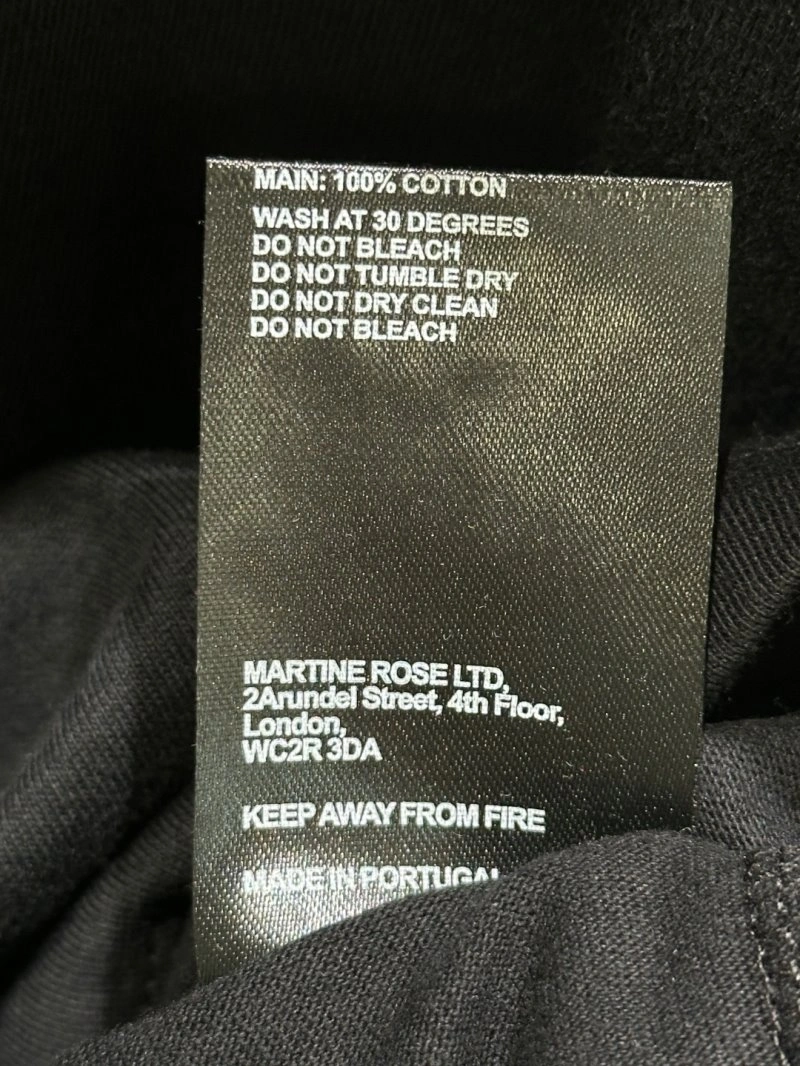 MAIN: 100% COTTON
WASH AT 30 DEGREES
DO NOT BLEACH
DO NOT TUMBLE DRY
DO NOT DRY CLEAN
DO NOT BLEACH
MARTINE ROSE LTD,
2Arundel Street, 4th Floor,
London,
WC2R 3DA
KEEP AWAY FROM FIRE
MADE IN PORTUGAL